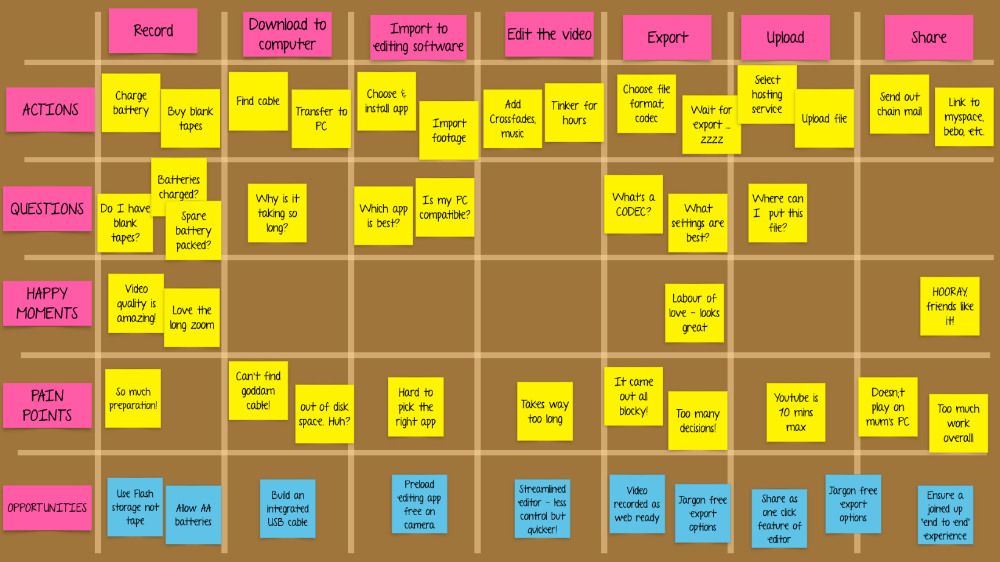 Record
Download to
computer
Import to
editing software
Edit the video
Export
Upload
Share
ACTIONS
Charge
battery
Buy blank
tapes
Find cable
Transfer to
PC
Choose &
install app
Import
footage
Add
Crossfades,
music
Tinker for
hours
Choose file
format,
codec
Wait for
export ...
zzzz
Select
hosting
service
Upload file
Send out
chain mail
Link to
myspace,
bebo, etc.
QUESTIONS
Do I have
blank
tapes?
Batteries
charged?
Spare
battery
packed?
Why is it
taking so
long?
Which app
is best?
Is my PC
compatible?
What's a
CODEC?
What
settings are
best?
Where can
I put this
file?
HAPPY
MOMENTS
Video
quality is
amazing!
Love the
long zoom
Labour of
love - looks
great
HOORAY,
friends like
it!
PAIN
POINTS
So much
preparation!
Can't find
goddam
cable!
out of disk
space. Huh?
Hard to
pick the
right app
Takes way
too long
It came
out all
blocky!
Too many
decisions!
Youtube is
10 mins
max
Doesn;t
play on
mum's PC
Too much
work
overall!
OPPORTUNITIES
Use Flash
storage not
tape
Allow AA
batteries
Build an
integrated
USB cable
Preload
editing app
free on
camera
Streamlined
editor - less
control but
quicker!
Video
recorded as
web ready
Jargon free
export
options
Share as
one click
feature of
editor
Jargon free
export
options
Ensure a
joined up
"end to end"
experience